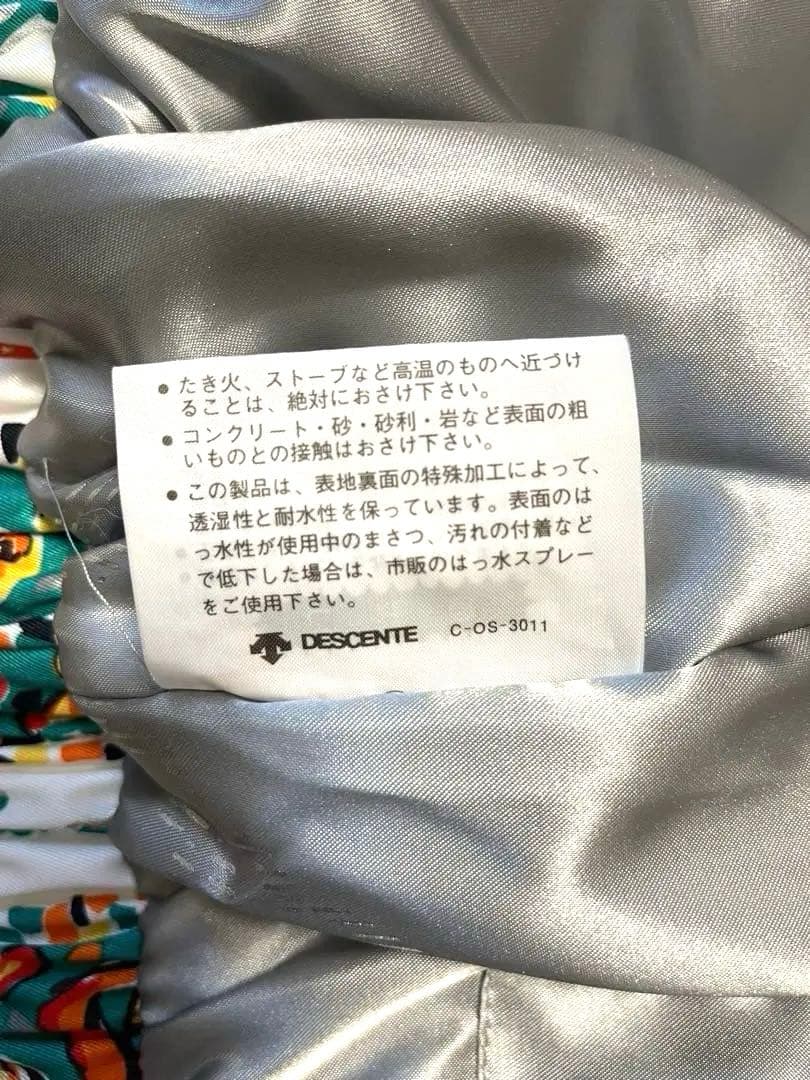 ● たき火、ストーブなど高温のものへ近づけ
ることは、絶対におさけ下さい。
● コンクリート・砂・砂利・岩など表面の粗
いものとの接触はおさけ下さい。
● この製品は、表地裏面の特殊加工によって、
透湿性と耐水性を保っています。表面のは
っ水性が使用中のまさつ、汚れの付着など
で低下した場合は、市販のはっ水スプレー
をご使用下さい。
DESCENTE C-OS-3011